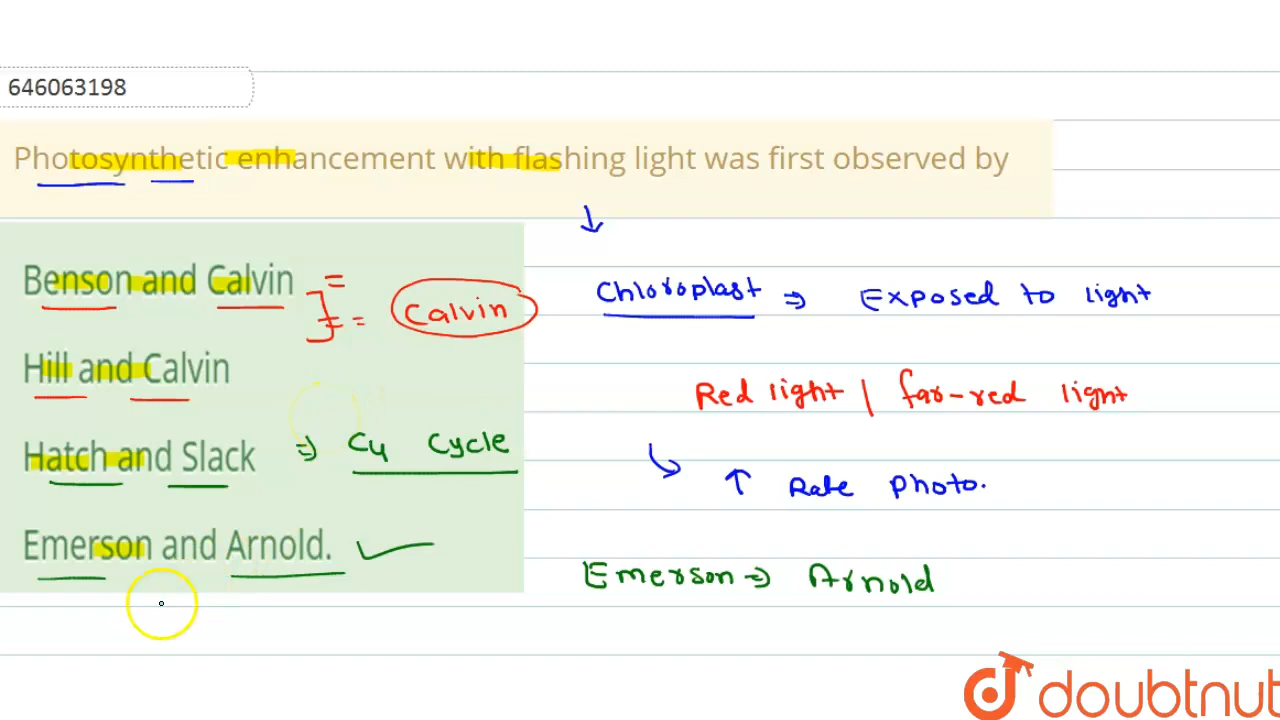 646063198
Photosynthetic enhancement with flashing light was first observed by
Benson and Calvin
Hill and Calvin
Hatch and Slack
Emerson and Arnold.
Calvin
⇒ C4 Cycle
↓
Chloroplast ⇒ Exposed to light
Red light / far-red light
↑ Rate Photo.
Emerson ⇒ Arnold
doubtnut